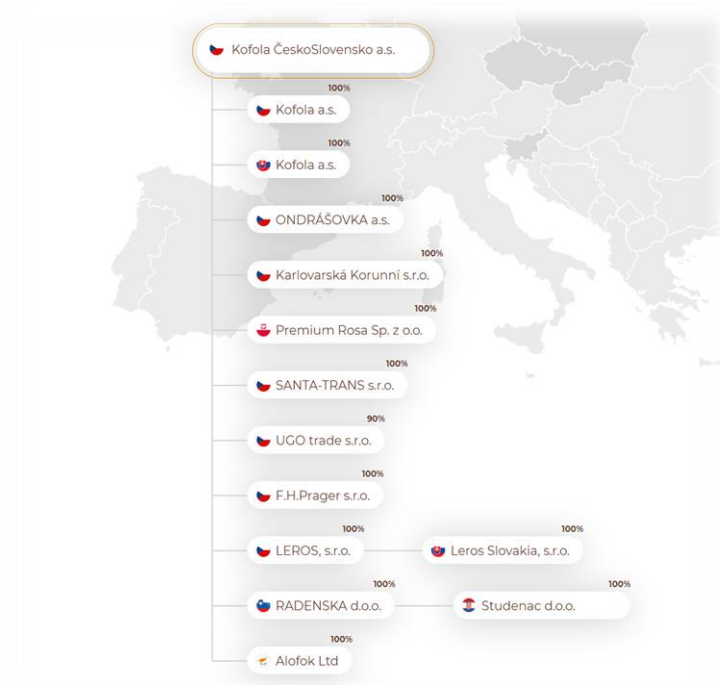 Kofola ČeskoSlovensko a.s.
100%
Kofola a.s.
100%
Kofola a.s.
100%
ONDRÁŠOVKA a.s.
100%
Karlovarská Korunní s.r.o.
100%
Premium Rosa Sp. z o.o.
100%
SANTA-TRANS s.r.o.
90%
UGO trade s.r.o.
100%
F.H.Prager s.r.o.
100%
LEROS, s.r.o.
100%
Leros Slovakia, s.r.o.
100%
RADENSKA d.o.o.
100%
Studenac d.o.o.
100%
Alofok Ltd